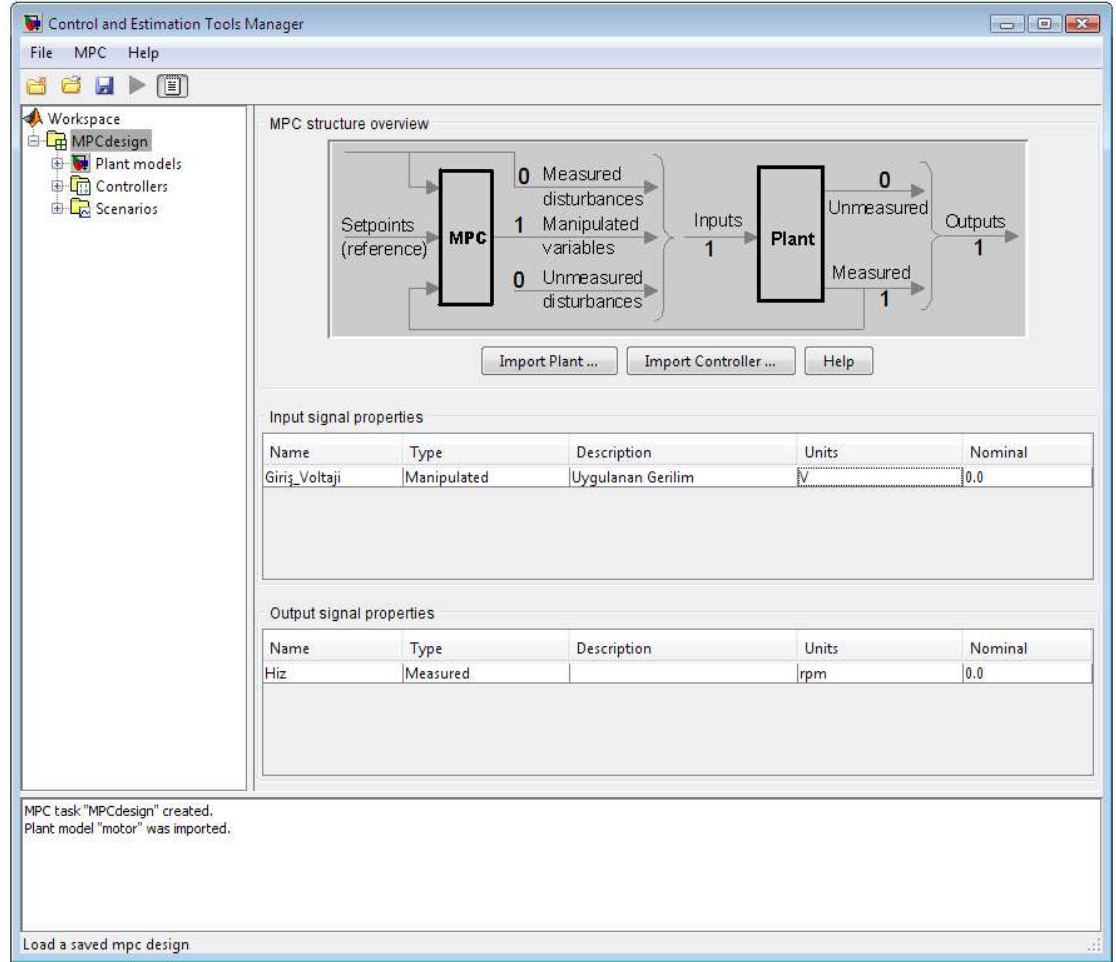 Control and Estimation Tools Manager
File MPC Help
Workspace
MPCdesign
Plant models
Controllers
Scenarios
MPC structure overview
Setpoints
(reference)
MPC
0 Measured
disturbances
1 Manipulated
variables
0 Unmeasured
disturbances
Inputs
1
Plant
0
Unmeasured
Measured
1
Outputs
1
Import Plant ... Import Controller ... Help
Input signal properties
Name Type Description Units Nominal
Giriş_Voltaji Manipulated Uygulanan Gerilim V 0.0
Output signal properties
Name Type Description Units Nominal
Hiz Measured rpm 0.0
MPC task "MPCdesign" created.
Plant model "motor" was imported.
Load a saved mpc design